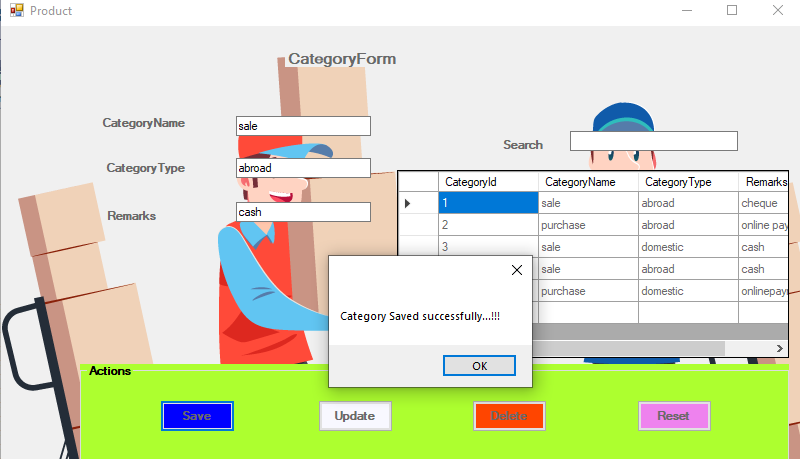 Product
CategoryForm
CategoryName sale
CategoryType abroad
Remarks cash
Search
CategoryId CategoryName CategoryType Remarks
1 sale abroad cheque
2 purchase abroad online pay
3 sale domestic cash
sale abroad cash
purchase domestic onlinepay
Category Saved successfully...!!!
OK
Actions
Save Update Delete Reset